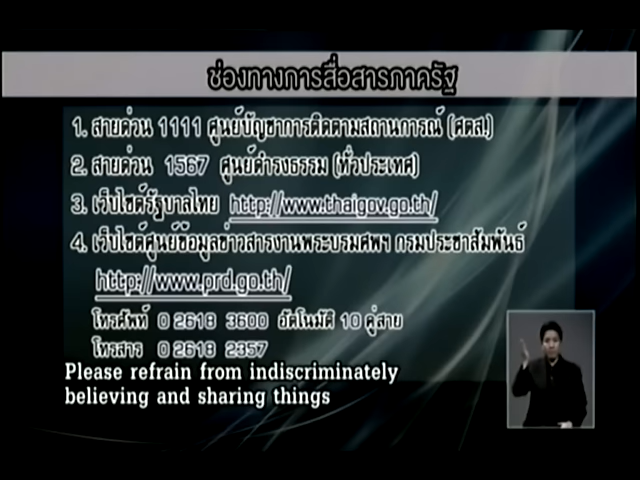 ช่องทางการสื่อสารภาครัฐ
1. สายด่วน 1111 ศูนย์บัญชาการติดตามสถานการณ์ (ศตส.)
2. สายด่วน 1567 ศูนย์ดำรงธรรม (ทั่วประเทศ)
3. เว็บไซต์รัฐบาลไทย http://www.thaigov.go.th/
4. เว็บไซต์ศูนย์ข้อมูลข่าวสารงานพระบรมศพฯ กรมประชาสัมพันธ์
http://www.prd.go.th/
โทรศัพท์ 0 2618 3600 อัตโนมัติ 10 คู่สาย
โทรสาร 0 2618 2357
Please refrain from indiscriminately
believing and sharing things